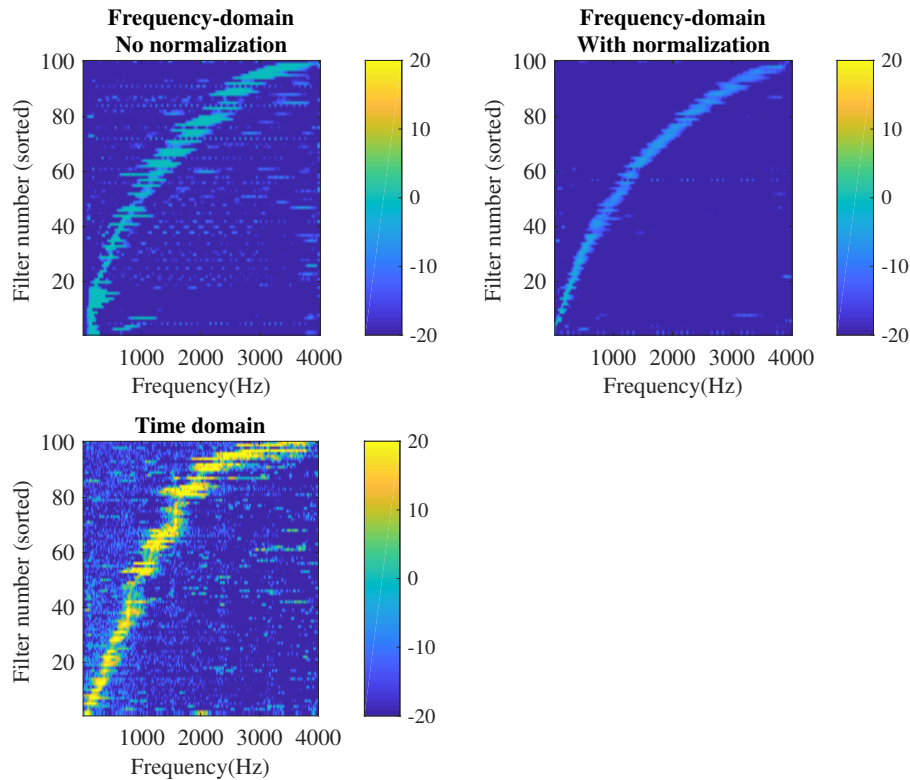 Frequency-domain
No normalization
100
80
60
40
20
Filter number (sorted)
1000 2000 3000 4000
Frequency(Hz)
20
10
0
-10
-20
Frequency-domain
With normalization
100
80
60
40
20
Filter number (sorted)
1000 2000 3000 4000
Frequency(Hz)
20
10
0
-10
-20
Time domain
100
80
60
40
20
Filter number (sorted)
1000 2000 3000 4000
Frequency(Hz)
20
10
0
-10
-20